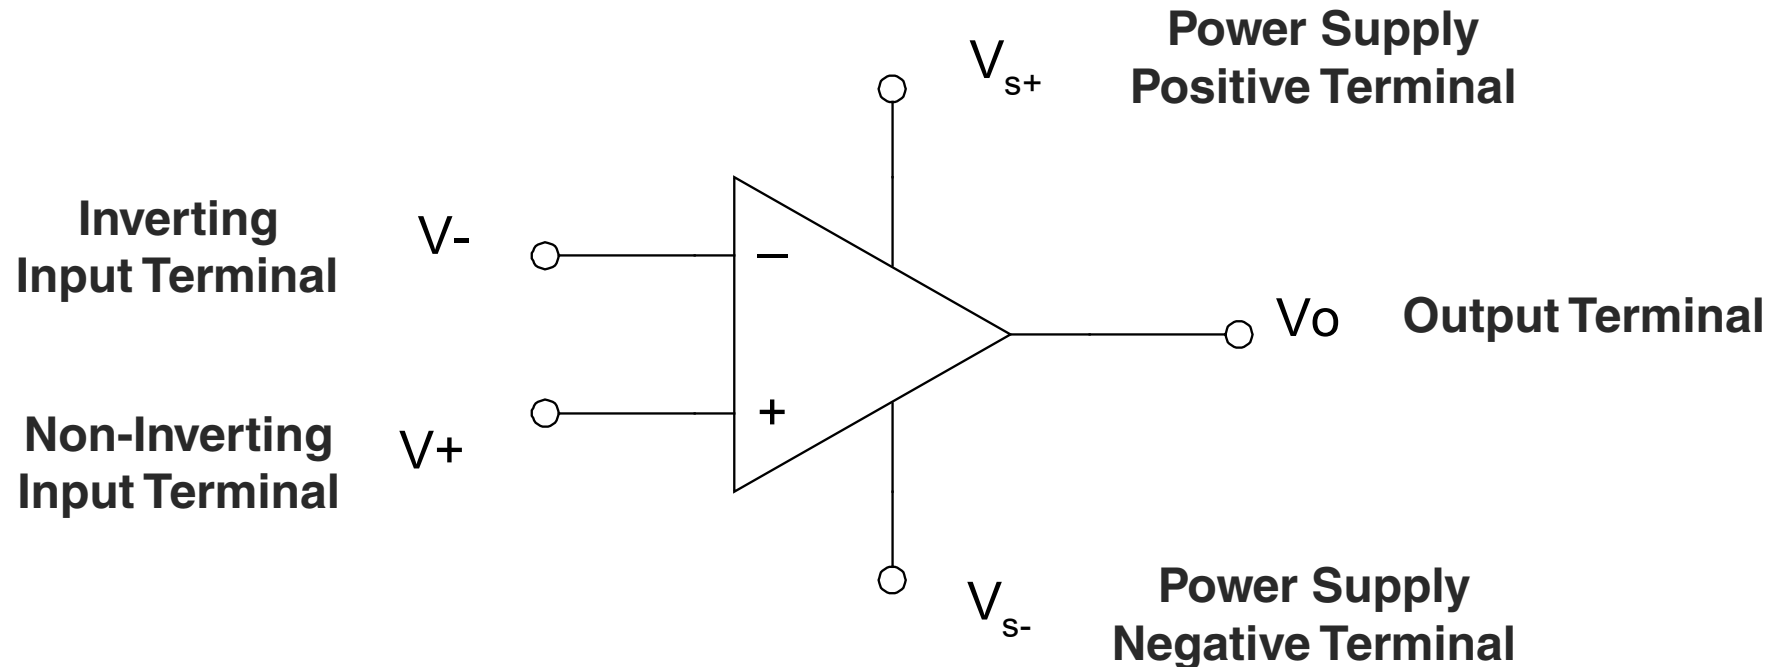 Power Supply
Positive Terminal
Vs+
Inverting
Input Terminal
V-
−
Vo
Output Terminal
Non-Inverting
Input Terminal
V+
+
Vs-
Power Supply
Negative Terminal